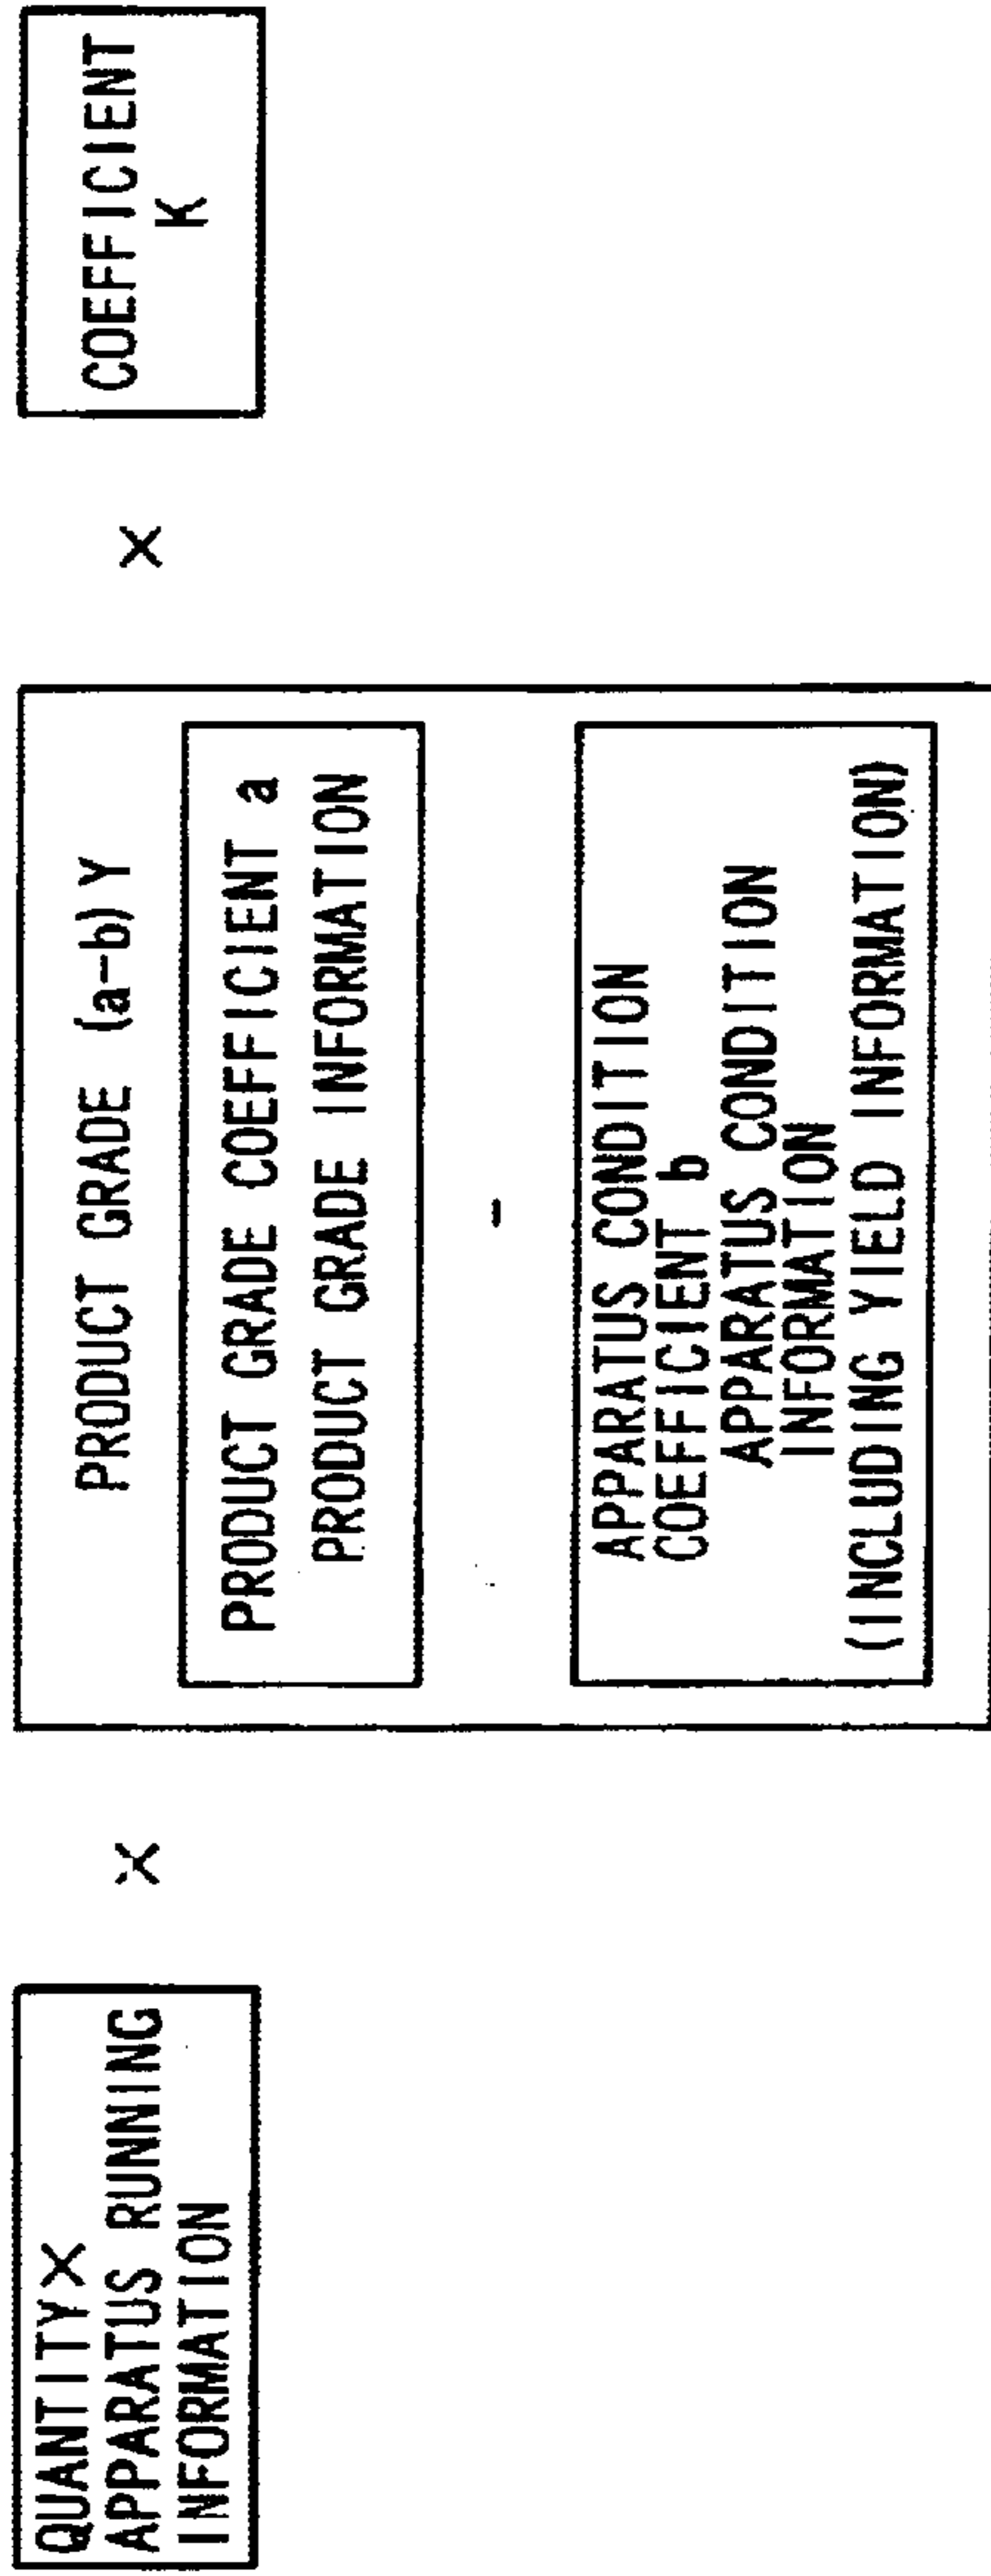 QUANTITY X
APPARATUS RUNNING
INFORMATION
×
PRODUCT GRADE (a-b) Y
PRODUCT GRADE COEFFICIENT a
PRODUCT GRADE INFORMATION
-
APPARATUS CONDITION
COEFFICIENT b
APPARATUS CONDITION
INFORMATION
(INCLUDING YIELD INFORMATION)
×
COEFFICIENT
K